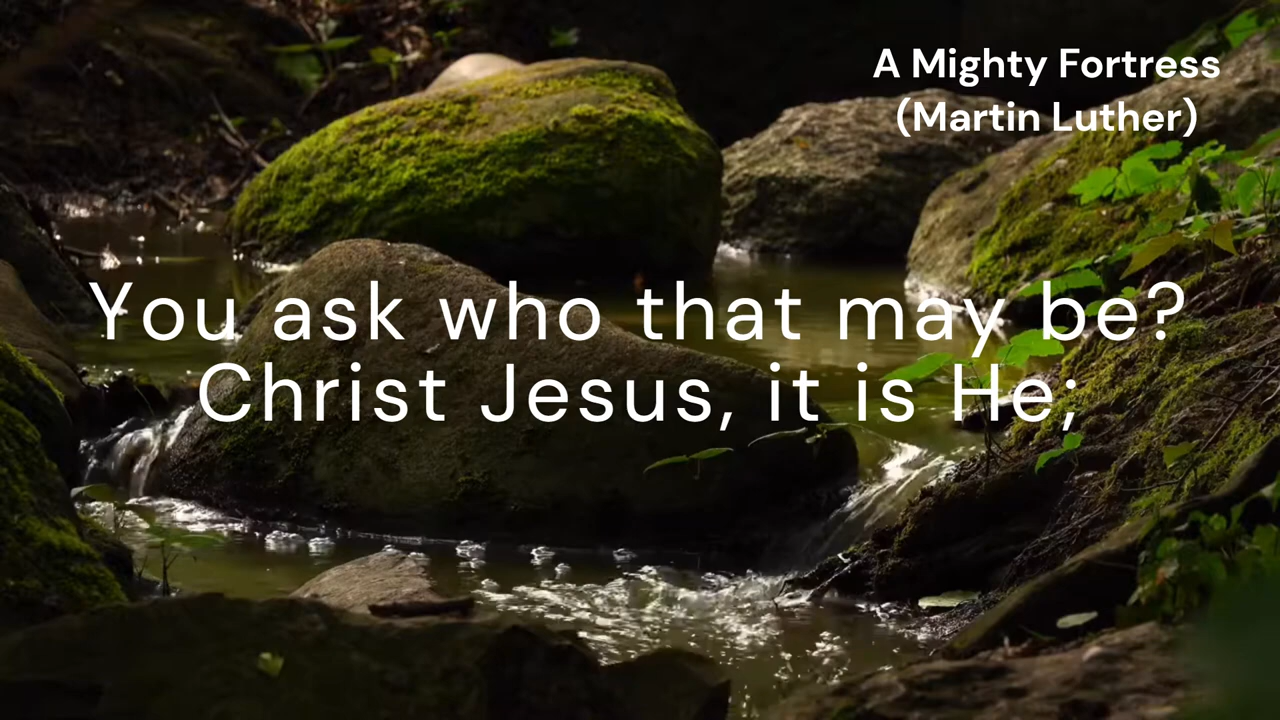 A Mighty Fortress
(Martin Luther)
You ask who that may be?
Christ Jesus, it is He;